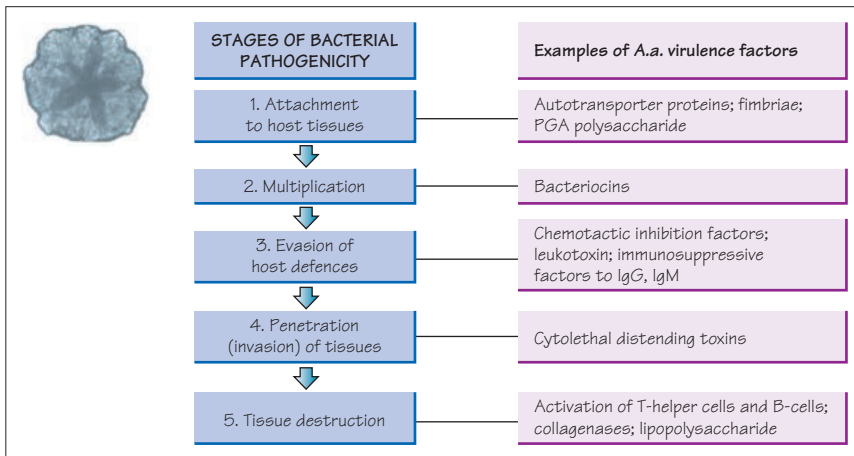 STAGES OF BACTERIAL
PATHOGENICITY
Examples of A.a. virulence factors
1. Attachment
to host tissues
Autotransporter proteins; fimbriae;
PGA polysaccharide
2. Multiplication
Bacteriocins
3. Evasion of
host defences
Chemotactic inhibition factors;
leukotoxin; immunosuppressive
factors to IgG, IgM
4. Penetration
(invasion) of tissues
Cytolethal distending toxins
5. Tissue destruction
Activation of T-helper cells and B-cells;
collagenases; lipopolysaccharide